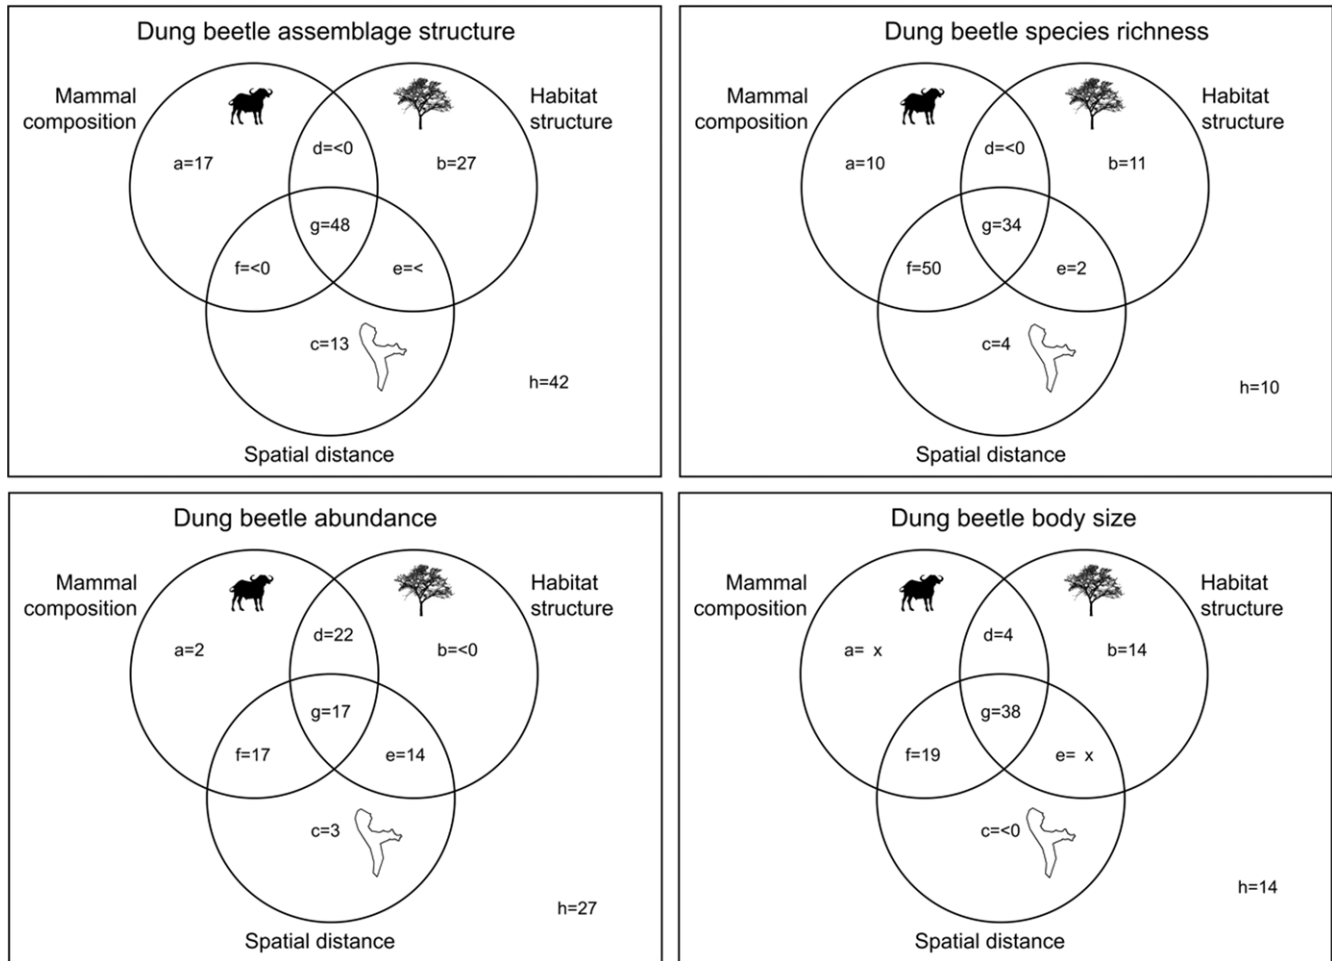 Dung beetle assemblage structure
Mammal
composition
Habitat
structure
a=17
d=<0
b=27
g=48
f=<0
e=<
c=13
h=42
Spatial distance
Dung beetle species richness
Mammal
composition
Habitat
structure
a=10
d=<0
b=11
g=34
f=50
e=2
c=4
h=10
Spatial distance
Dung beetle abundance
Mammal
composition
Habitat
structure
a=2
d=22
b=<0
g=17
f=17
e=14
c=3
h=27
Spatial distance
Dung beetle body size
Mammal
composition
Habitat
structure
a= x
d=4
b=14
g=38
f=19
e= x
c=<0
h=14
Spatial distance